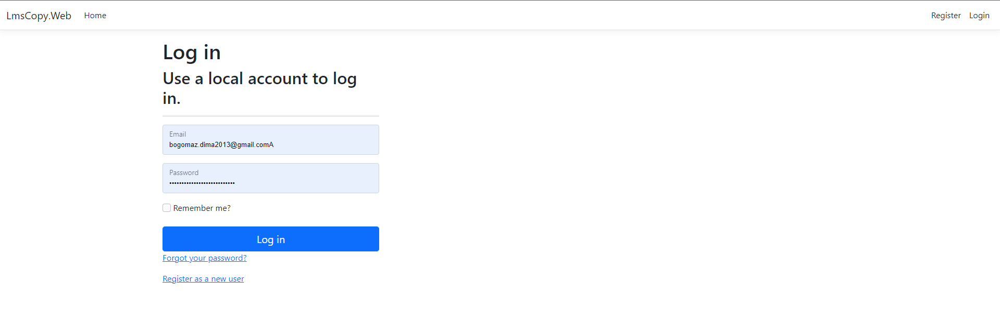 LmsCopy.Web Home Register Login
Log in
Use a local account to log
in.
Email
bogomaz.dima2013@gmail.comA
Password
•••••••••••••••••••••••••••
Remember me?
Log in
Forgot your password?
Register as a new user